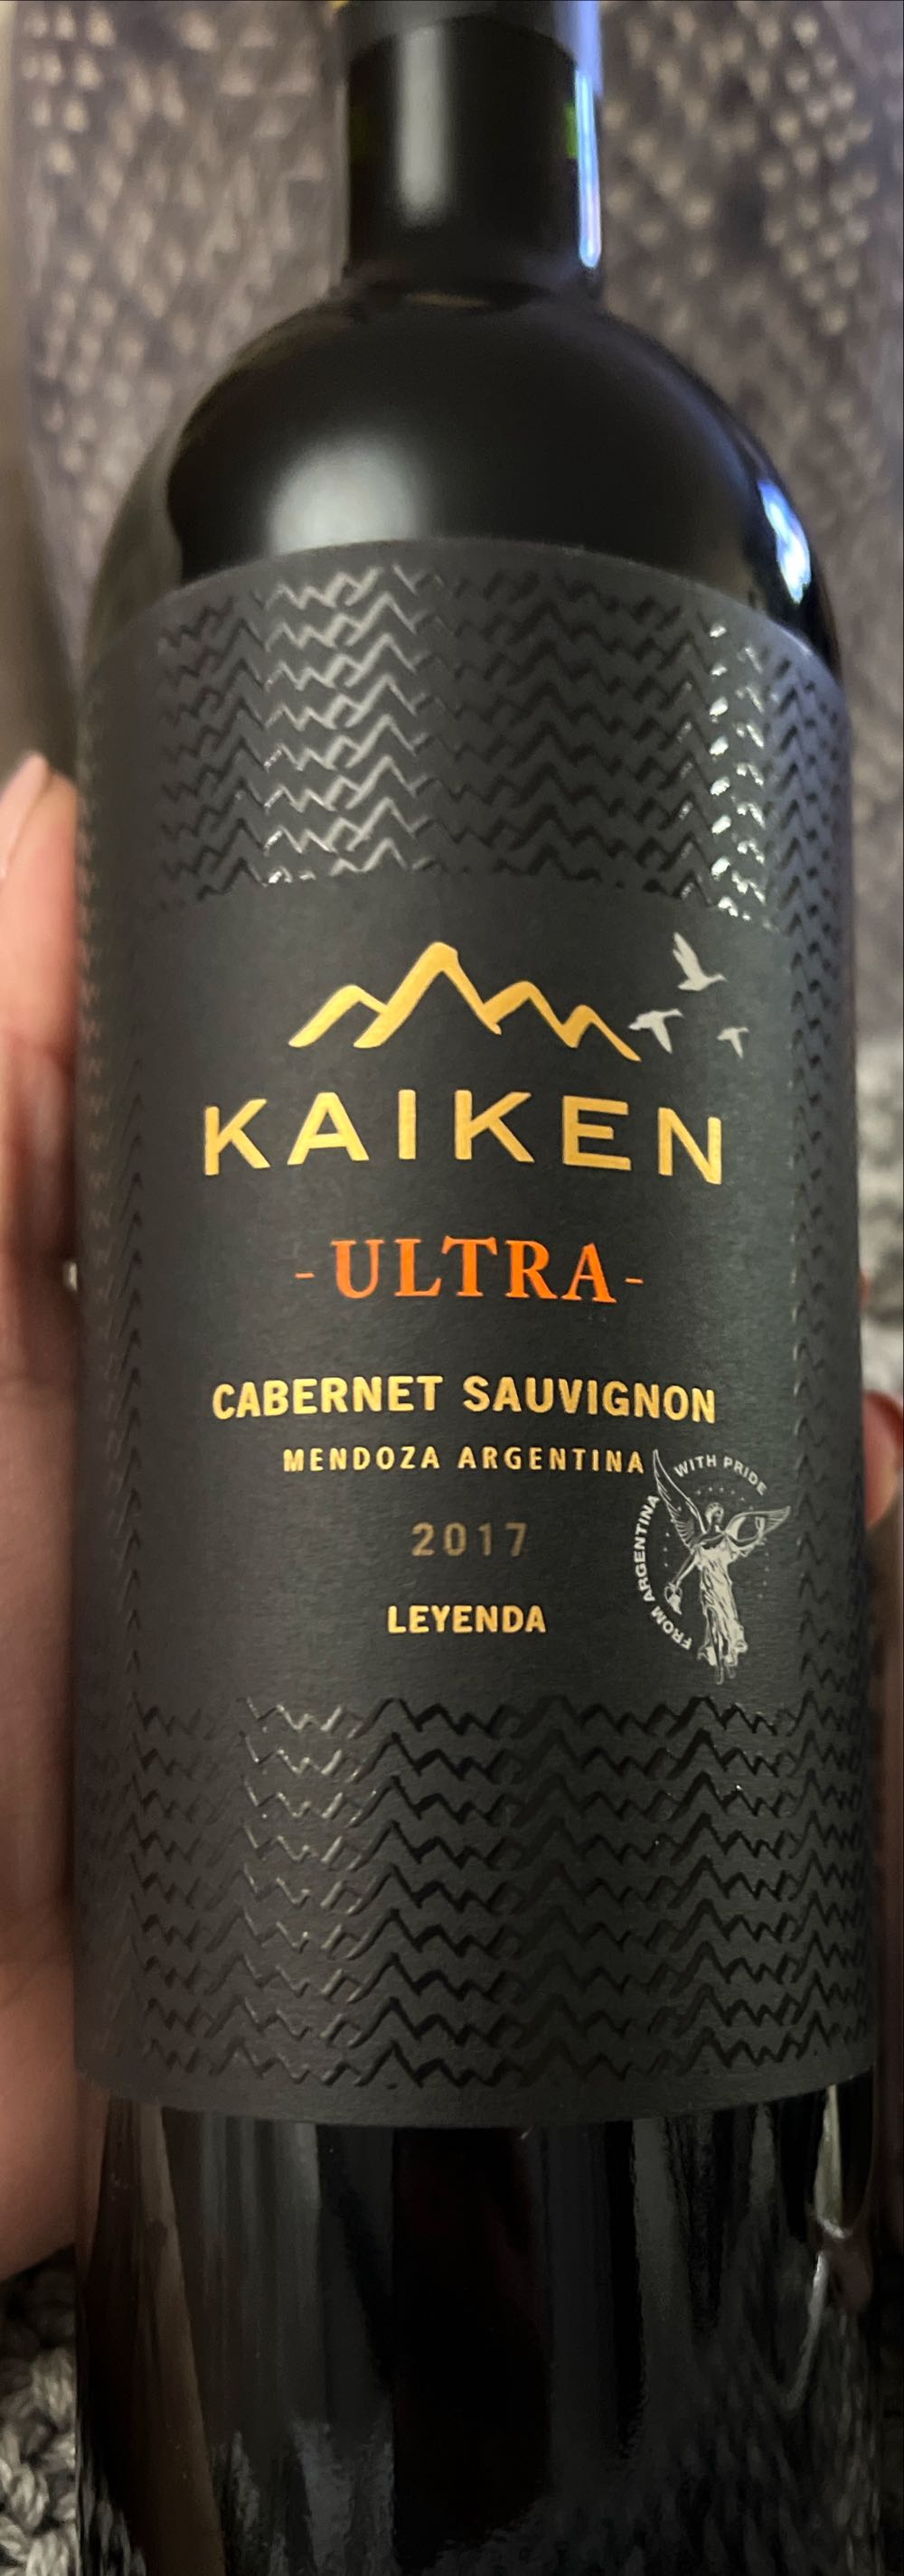 KAIKEN
-ULTRA-
CABERNET SAUVIGNON
MENDOZA ARGENTINA
2017
LEYENDA
FROM ARGENTINA WITH PRIDE